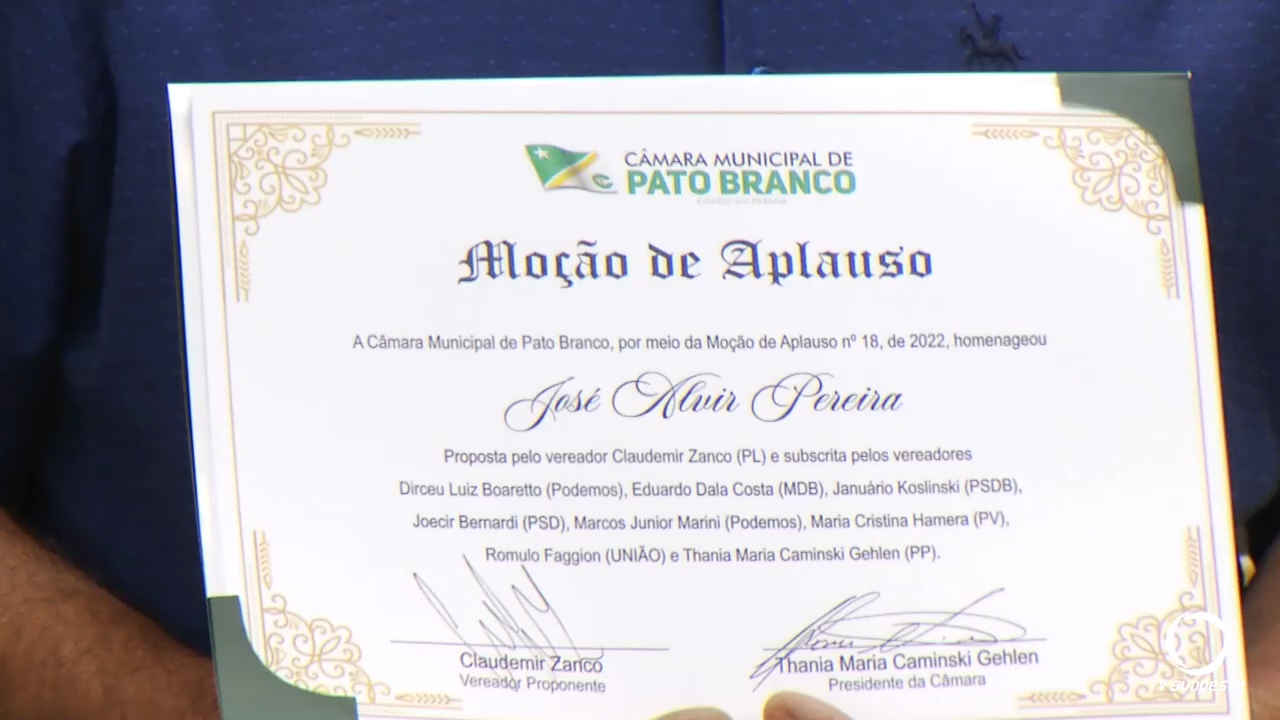 CÂMARA MUNICIPAL DE
PATO BRANCO
ESTADO DO PARANÁ
Moção de Aplauso
A Câmara Municipal de Pato Branco, por meio da Moção de Aplauso nº 18, de 2022, homenageou
José Alvir Pereira
Proposta pelo vereador Claudemir Zanco (PL) e subscrita pelos vereadores
Dirceu Luiz Boaretto (Podemos), Eduardo Dala Costa (MDB), Januário Koslinski (PSDB),
Joecir Bernardi (PSD), Marcos Junior Marini (Podemos), Maria Cristina Hamera (PV),
Romulo Faggion (UNIÃO) e Thania Maria Caminski Gehlen (PP).
Claudemir Zanco
Vereador Proponente
Thania Maria Caminski Gehlen
Presidente da Câmara